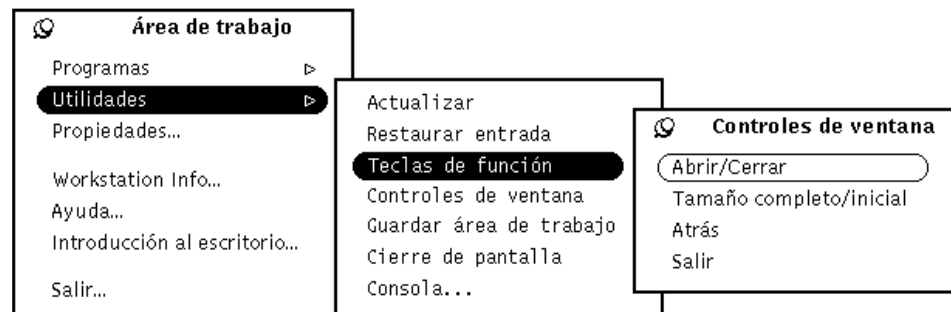 Área de trabajo
Programas
Utilidades
Propiedades...
Workstation Info...
Ayuda...
Introducción al escritorio...
Salir...
Actualizar
Restaurar entrada
Teclas de función
Controles de ventana
Guardar área de trabajo
Cierre de pantalla
Consola...
Controles de ventana
Abrir/Cerrar
Tamaño completo/inicial
Atrás
Salir